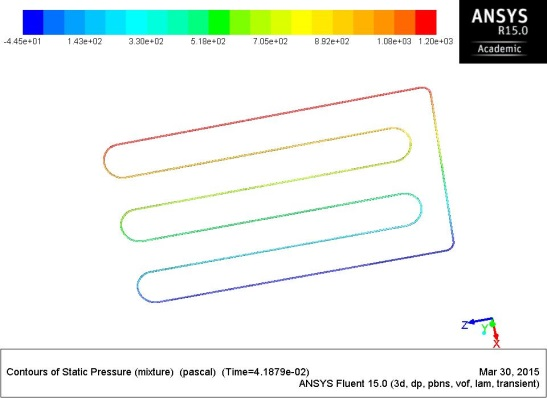 ANSYS
R15.0
Academic
-4.45e+01 1.43e+02 3.30e+02 5.18e+02 7.05e+02 8.92e+02 1.08e+03 1.20e+03
Z Y X
Contours of Static Pressure (mixture) (pascal) (Time=4.1879e-02) Mar 30, 2015
ANSYS Fluent 15.0 (3d, dp, pbns, vof, lam, transient)